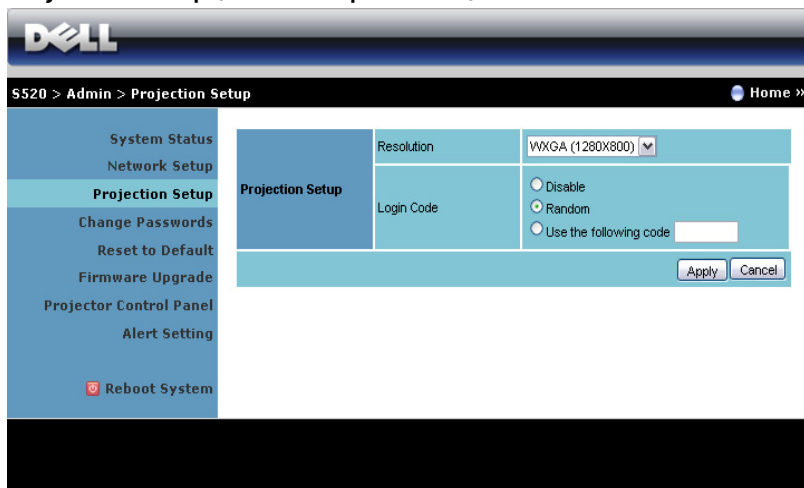 DELL
S520 > Admin > Projection Setup
Home »
System Status
Network Setup
Projection Setup
Change Passwords
Reset to Default
Firmware Upgrade
Projector Control Panel
Alert Setting
Reboot System
Projection Setup
Resolution
WXGA (1280X800)
Login Code
Disable
Random
Use the following code
Apply
Cancel